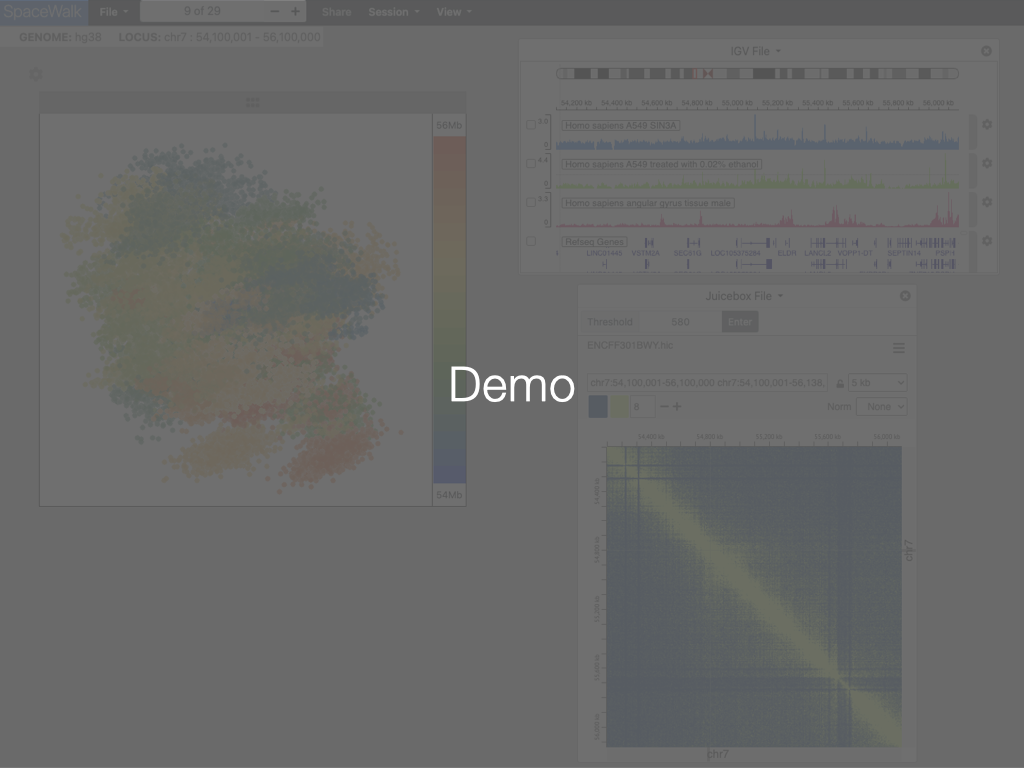 SpaceWalk File 9 of 29 − + Share Session View
GENOME: hg38 LOCUS: chr7 : 54,100,001 - 56,100,000
IGV File
54,200 kb 54,400 kb 54,600 kb 54,800 kb 55,000 kb 55,200 kb 55,400 kb 55,600 kb 55,800 kb 56,000 kb
56Mb
Homo sapiens A549 SIN3A
4.4
Homo sapiens A549 treated with 0.02% ethanol
0
Homo sapiens angular gyrus tissue male
0
Refseq Genes
LINC01445 VSTM2A SEC61G ELDR LANCL2 VOPP1-DT SEPTIN14
Juicebox File
Threshold 580 Enter
ENCFF301BWY.hic
Demo
chr7:54,100,001-56,100,000 chr7:54,100,001-56,138, 5 kb
8 − + Norm None
54Mb
chr7
chr7